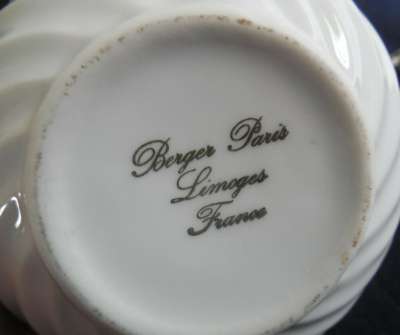 Berger Paris
Limoges
France